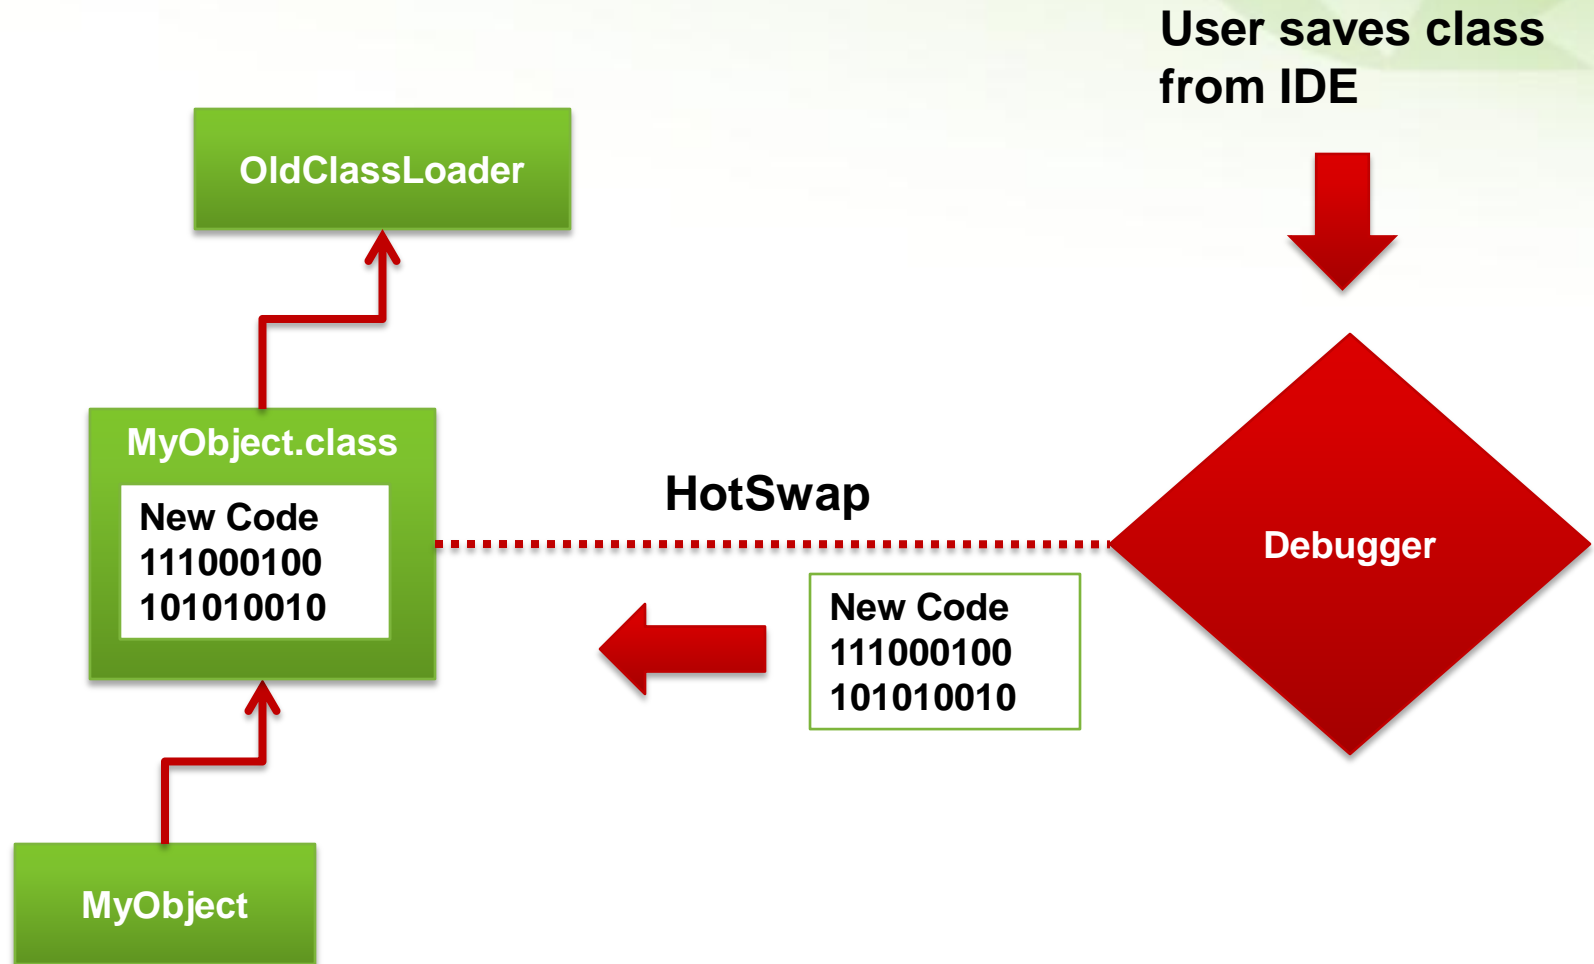 User saves class
from IDE
OldClassLoader
MyObject.class
New Code
111000100
101010010
HotSwap
New Code
111000100
101010010
Debugger
MyObject